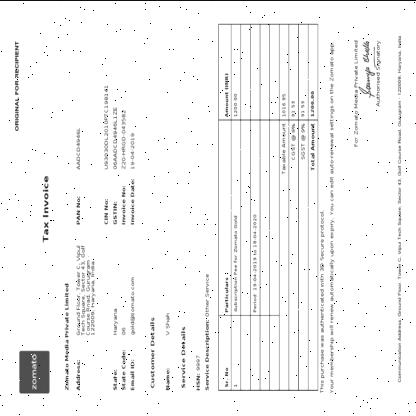 ORIGINAL FOR RECIPIENT
zomato
Tax Invoice
ZoMato Media Private Limited
Address: Ground Floor, Tower C, Vipul
Tech Square, Sector 43, Golf
Course Road, Gurugram,
122009, Haryana, India.
PAN No: AADCD4946L
CIN No: U93030DL2010PTC198141
State: Haryana
GSTIN: 06AADCD4946L1ZE
State Code: 06
Invoice No:
Email ID: gold@zomato.com
Invoice Date: 19-04-2019
Customer Details
Name: V Shah
Service Details
HSN: 9997
Service Description: Other Service
Sr. No Particulars Amount (INR)
1 Subscription Fee for Zomato Gold 1200.00
Period 19-04-2019 to 18-04-2020
Taxable Amount 1016.95
CGST @ 9% 91.53
SGST @ 9% 91.53
Total Amount 1200.00
This purchase was authenticated with 3D Secure protocol.
Your membership will renew automatically upon expiry. You can edit auto-renewal settings on the Zomato app.
For Zomato Media Private Limited
Authorised Signatory
Communication Address: Ground Floor, Tower C, Vipul Tech Square, Sector 43, Golf Course Road, Gurugram - 122009, Haryana, India